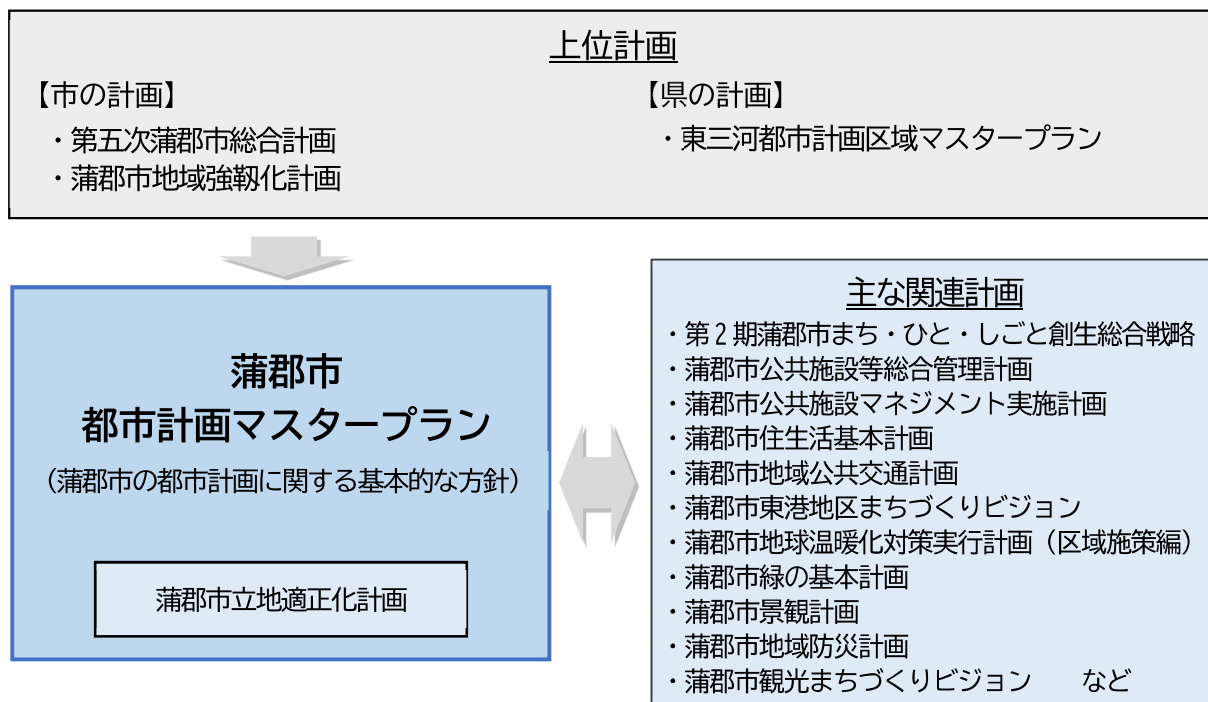 上位計画
【市の計画】
・第五次蒲郡市総合計画
・蒲郡市地域強靱化計画
【県の計画】
・東三河都市計画区域マスタープラン
蒲郡市
都市計画マスタープラン
（蒲郡市の都市計画に関する基本的な方針）
蒲郡市立地適正化計画
主な関連計画
・第２期蒲郡市まち・ひと・しごと創生総合戦略
・蒲郡市公共施設等総合管理計画
・蒲郡市公共施設マネジメント実施計画
・蒲郡市住生活基本計画
・蒲郡市地域公共交通計画
・蒲郡市東港地区まちづくりビジョン
・蒲郡市地球温暖化対策実行計画（区域施策編）
・蒲郡市緑の基本計画
・蒲郡市景観計画
・蒲郡市地域防災計画
・蒲郡市観光まちづくりビジョン　　など